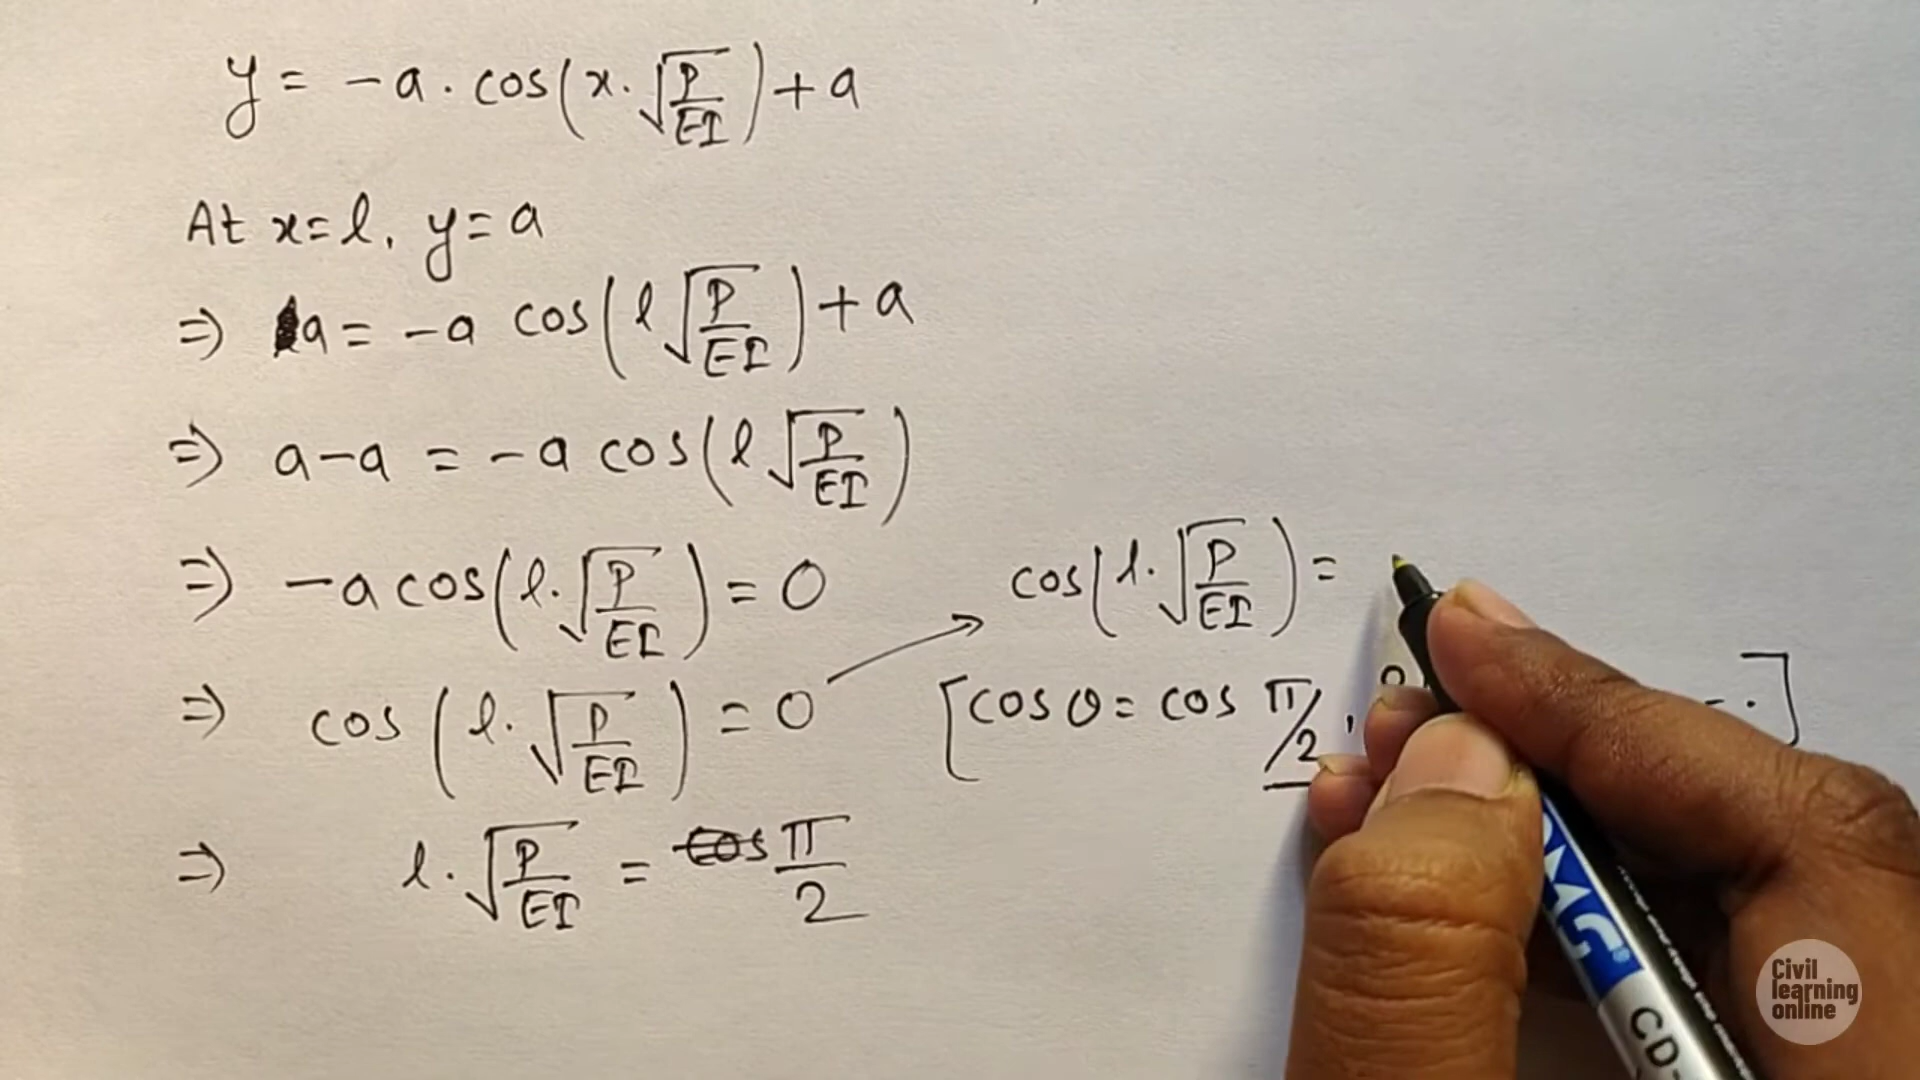 y = -a . cos(x . √(P/EI)) + a
At x = l, y = a
⇒ a = -a cos(l √(P/EI)) + a
⇒ a - a = -a cos(l √(P/EI))
⇒ -a cos(l . √(P/EI)) = 0
cos(l . √(P/EI)) =
⇒ cos(l . √(P/EI)) = 0
[cos θ = cos π/2, - .]
⇒ l . √(P/EI) = cos π/2
Civil
learning
online
CD-